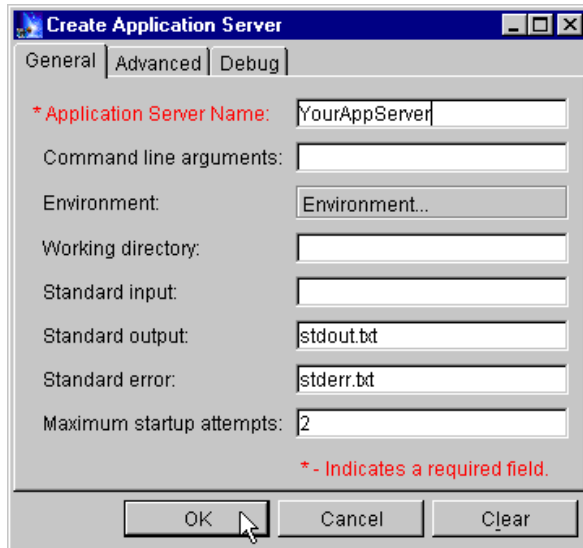 Create Application Server
General Advanced Debug
* Application Server Name: YourAppServer
Command line arguments:
Environment: Environment...
Working directory:
Standard input:
Standard output: stdout.txt
Standard error: stderr.txt
Maximum startup attempts: 2
* - Indicates a required field.
OK Cancel Clear